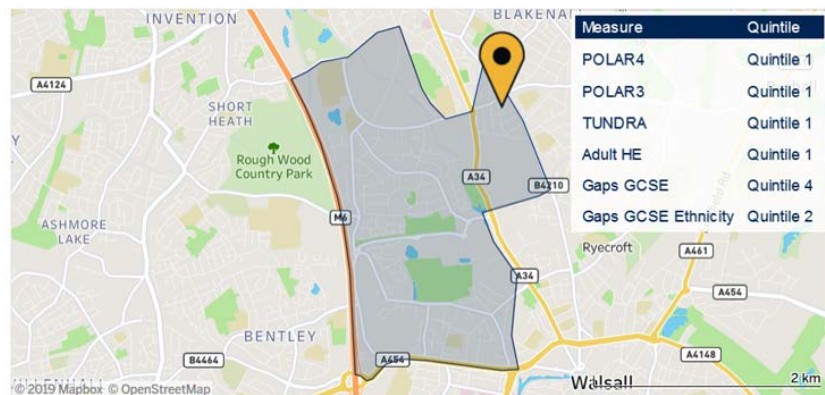 INVENTION
BLAKENA
A4124
SHORT
HEATH
Rough Wood
Country Park
A34
B4210
M6
ASHMORE
LAKE
Ryecroft
A461
A34
A454
BENTLEY
B4464
A454
A4148
Walsall
2 km
© 2019 Mapbox © OpenStreetMap
Measure Quintile
POLAR4 Quintile 1
POLAR3 Quintile 1
TUNDRA Quintile 1
Adult HE Quintile 1
Gaps GCSE Quintile 4
Gaps GCSE Ethnicity Quintile 2